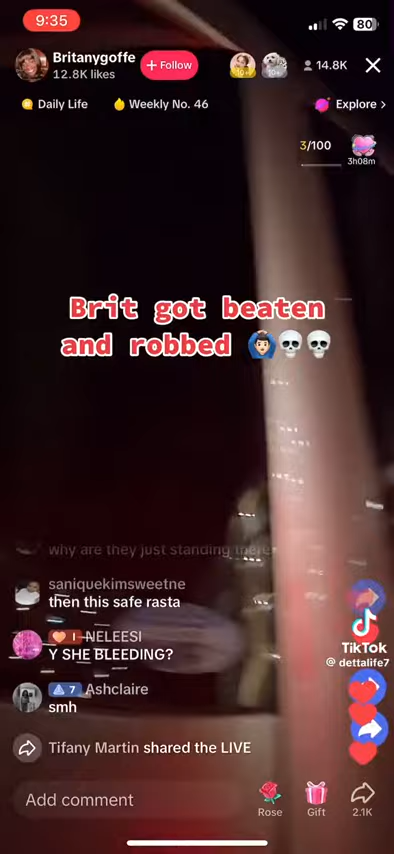 9:35
80
Britanygoffe
12.8K likes
+ Follow
10+
10+
14.8K
Daily Life
Weekly No. 46
Explore >
3/100
3h08m
Brit got beaten
and robbed 🙆🏻‍♂️💀💀
why are they just standing there
saniquekimsweetne
then this safe rasta
I NELEESI
Y SHE BLEEDING?
7 Ashclaire
smh
TikTok
@ dettalife7
Tifany Martin shared the LIVE
Add comment
Rose
Gift
2.1K